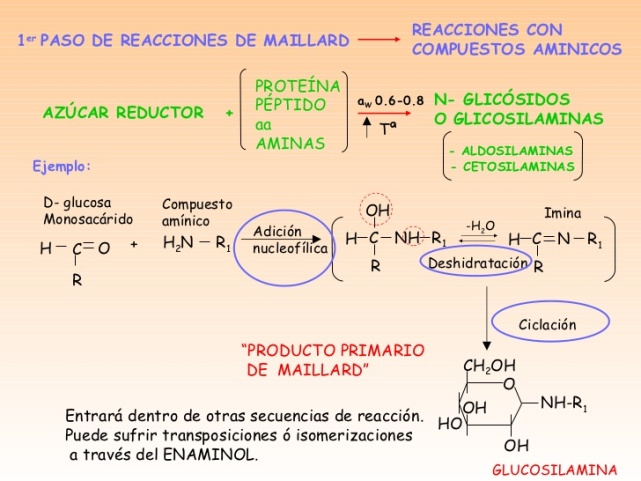 1er PASO DE REACCIONES DE MAILLARD
REACCIONES CON
COMPUESTOS AMINICOS
AZÚCAR REDUCTOR +
PROTEÍNA
PÉPTIDO
aa
AMINAS
aw 0.6-0.8
Tª
N- GLICÓSIDOS
O GLICOSILAMINAS
- ALDOSILAMINAS
- CETOSILAMINAS
Ejemplo:
D- glucosa
Monosacárido
H - C = O
R
+
Compuesto
amínico
H2N - R1
Adición
nucleofílica
OH
H - C - NH - R1
R
-H2O
Deshidratación
Imina
H - C = N - R1
R
Ciclación
"PRODUCTO PRIMARIO
DE MAILLARD"
CH2OH
O
OH
NH-R1
HO
OH
GLUCOSILAMINA
Entrará dentro de otras secuencias de reacción.
Puede sufrir transposiciones ó isomerizaciones
a través del ENAMINOL.